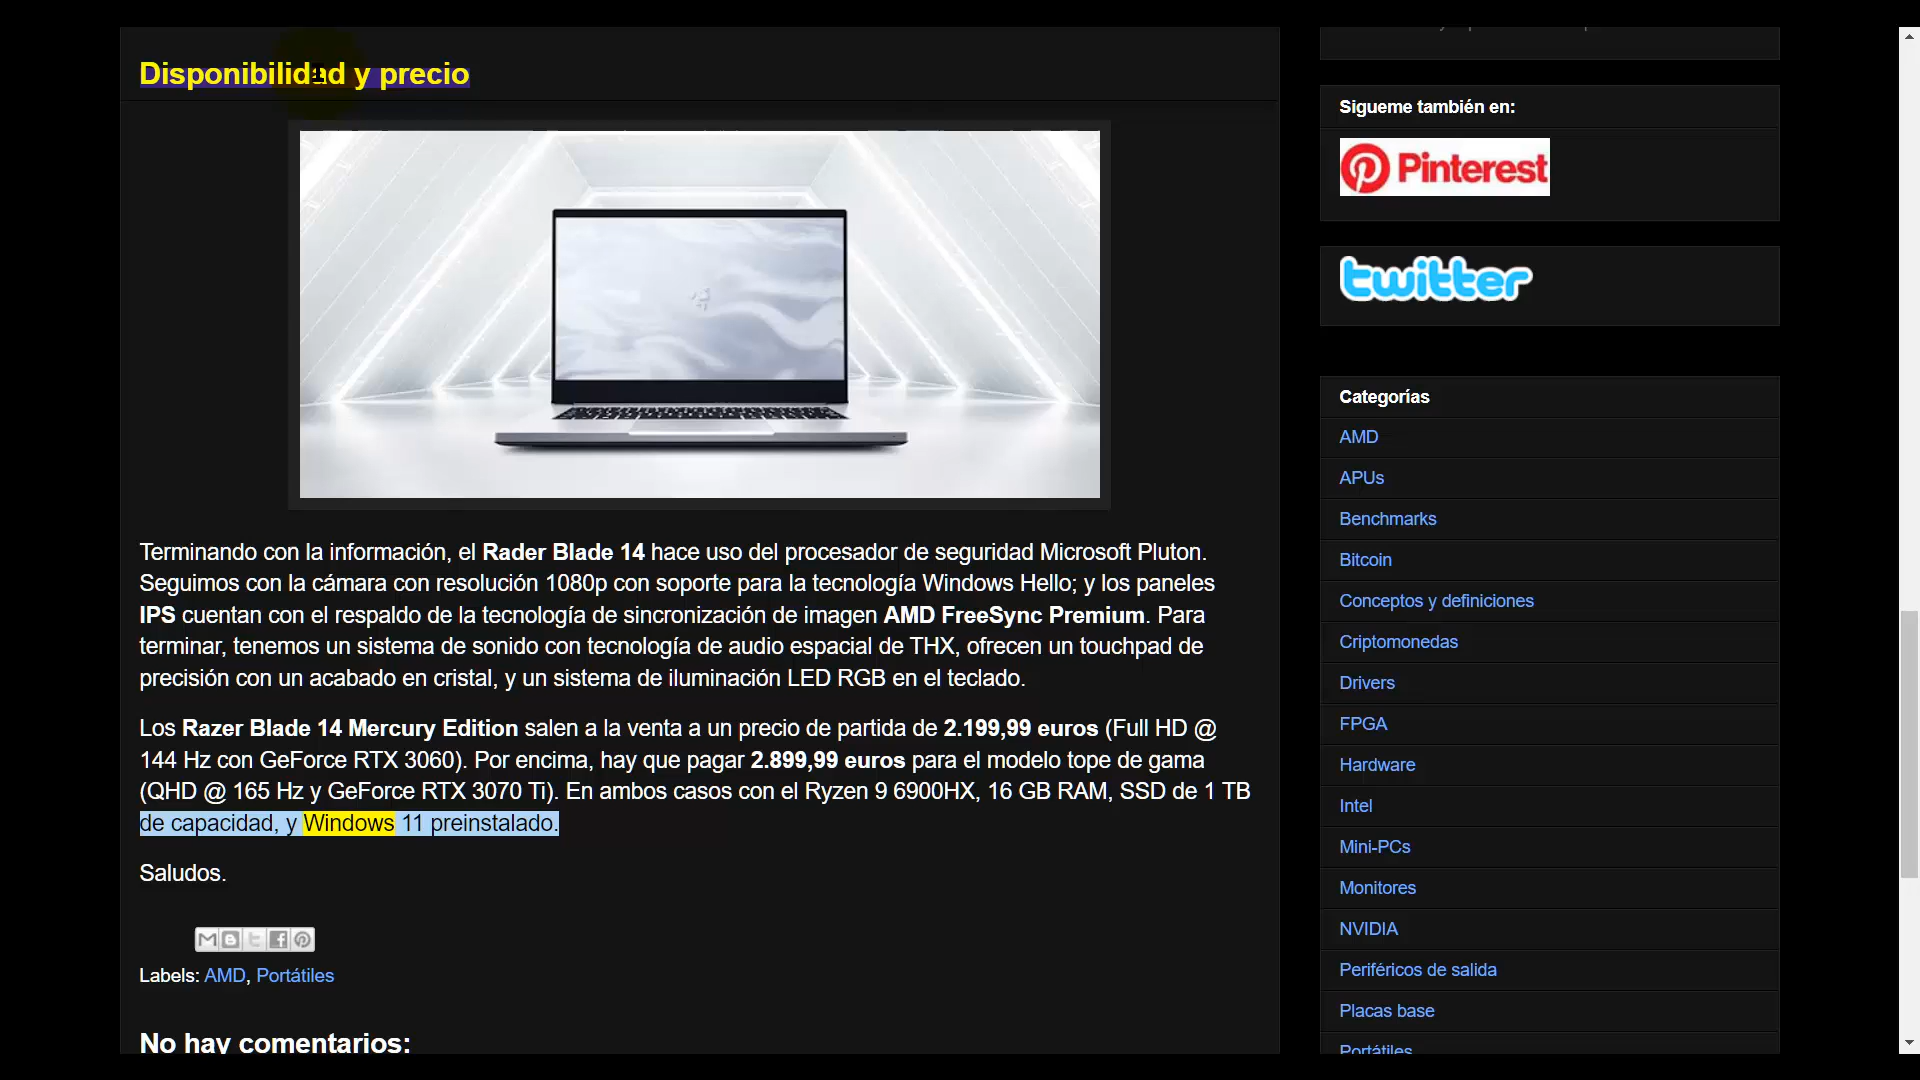 Disponibilidad y precio
Terminando con la información, el Rader Blade 14 hace uso del procesador de seguridad Microsoft Pluton.
Seguimos con la cámara con resolución 1080p con soporte para la tecnología Windows Hello; y los paneles
IPS cuentan con el respaldo de la tecnología de sincronización de imagen AMD FreeSync Premium. Para
terminar, tenemos un sistema de sonido con tecnología de audio espacial de THX, ofrecen un touchpad de
precisión con un acabado en cristal, y un sistema de iluminación LED RGB en el teclado.
Los Razer Blade 14 Mercury Edition salen a la venta a un precio de partida de 2.199,99 euros (Full HD @
144 Hz con GeForce RTX 3060). Por encima, hay que pagar 2.899,99 euros para el modelo tope de gama
(QHD @ 165 Hz y GeForce RTX 3070 Ti). En ambos casos con el Ryzen 9 6900HX, 16 GB RAM, SSD de 1 TB
de capacidad, y Windows 11 preinstalado.
Saludos.
Labels: AMD, Portátiles
No hay comentarios:
Sigueme también en:
Pinterest
twitter
Categorías
AMD
APUs
Benchmarks
Bitcoin
Conceptos y definiciones
Criptomonedas
Drivers
FPGA
Hardware
Intel
Mini-PCs
Monitores
NVIDIA
Periféricos de salida
Placas base
Portátiles